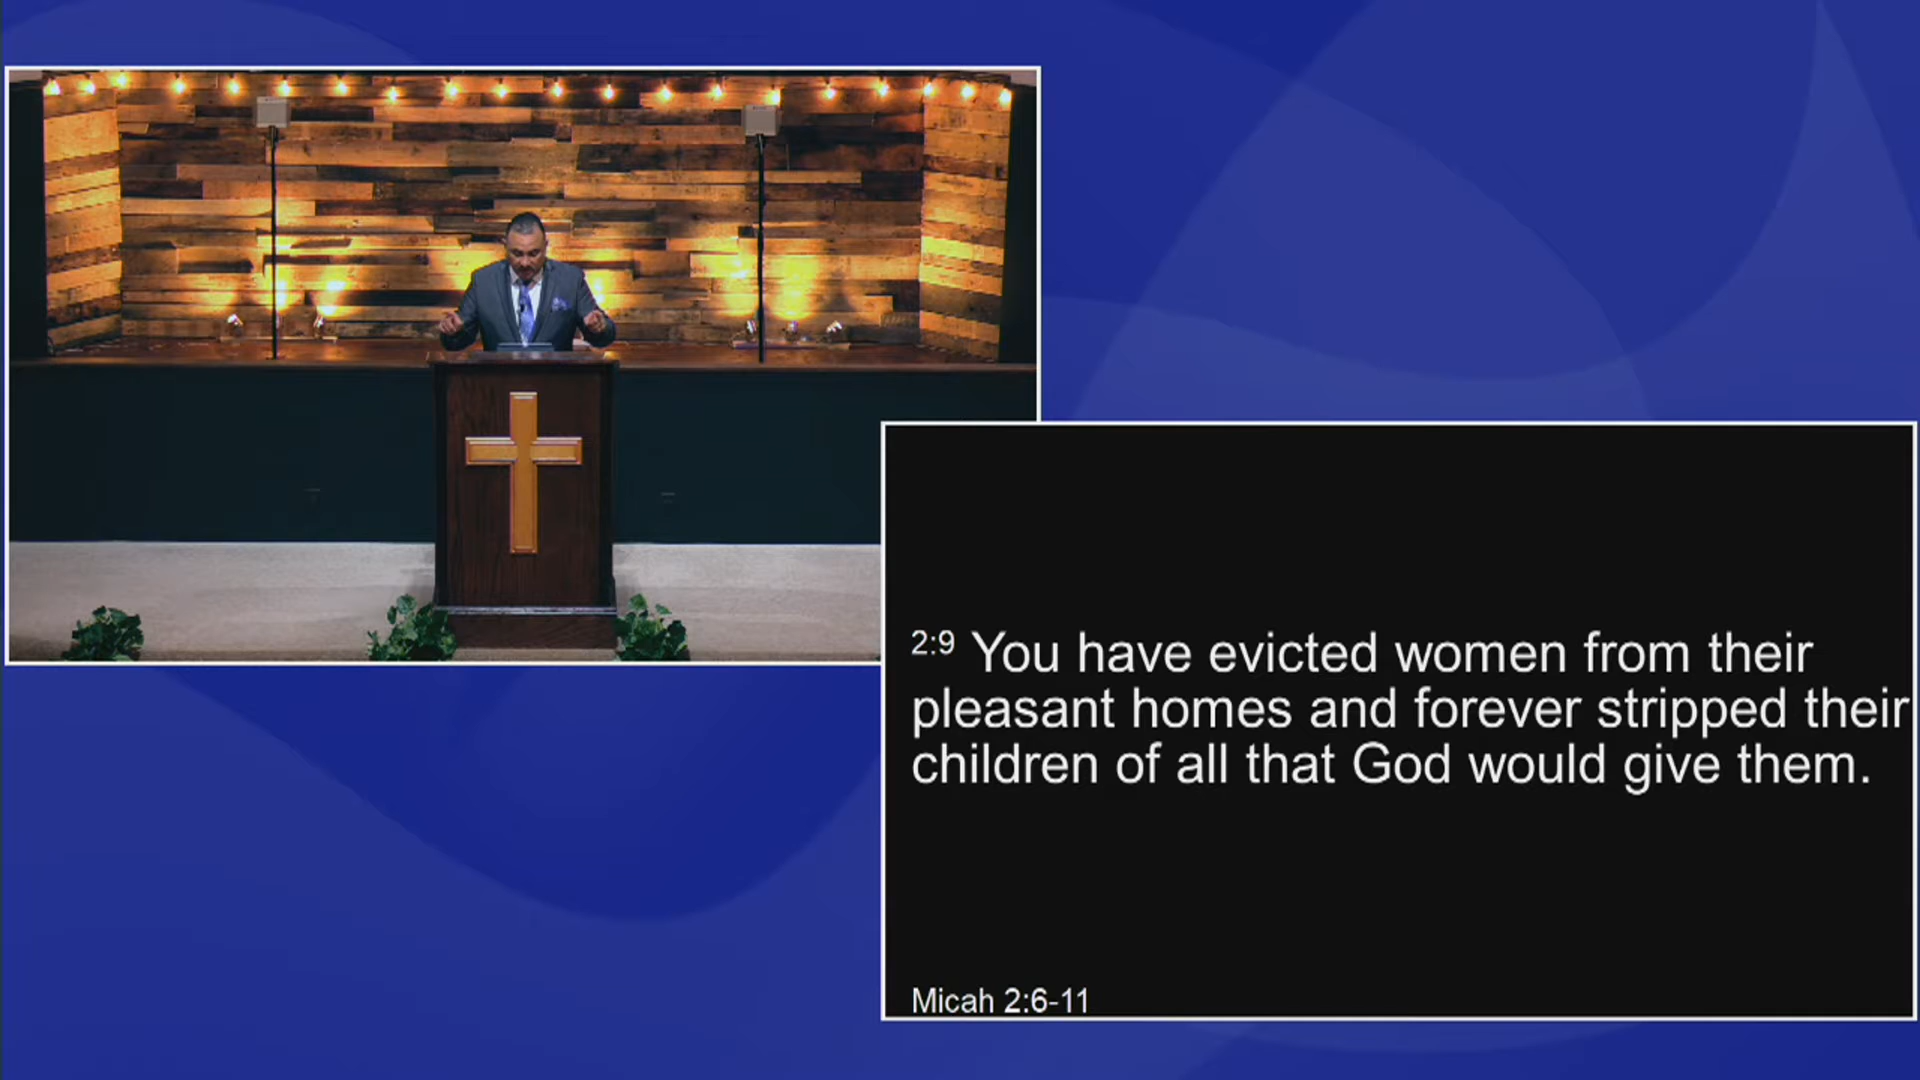 2:9 You have evicted women from their
pleasant homes and forever stripped their
children of all that God would give them.
Micah 2:6-11